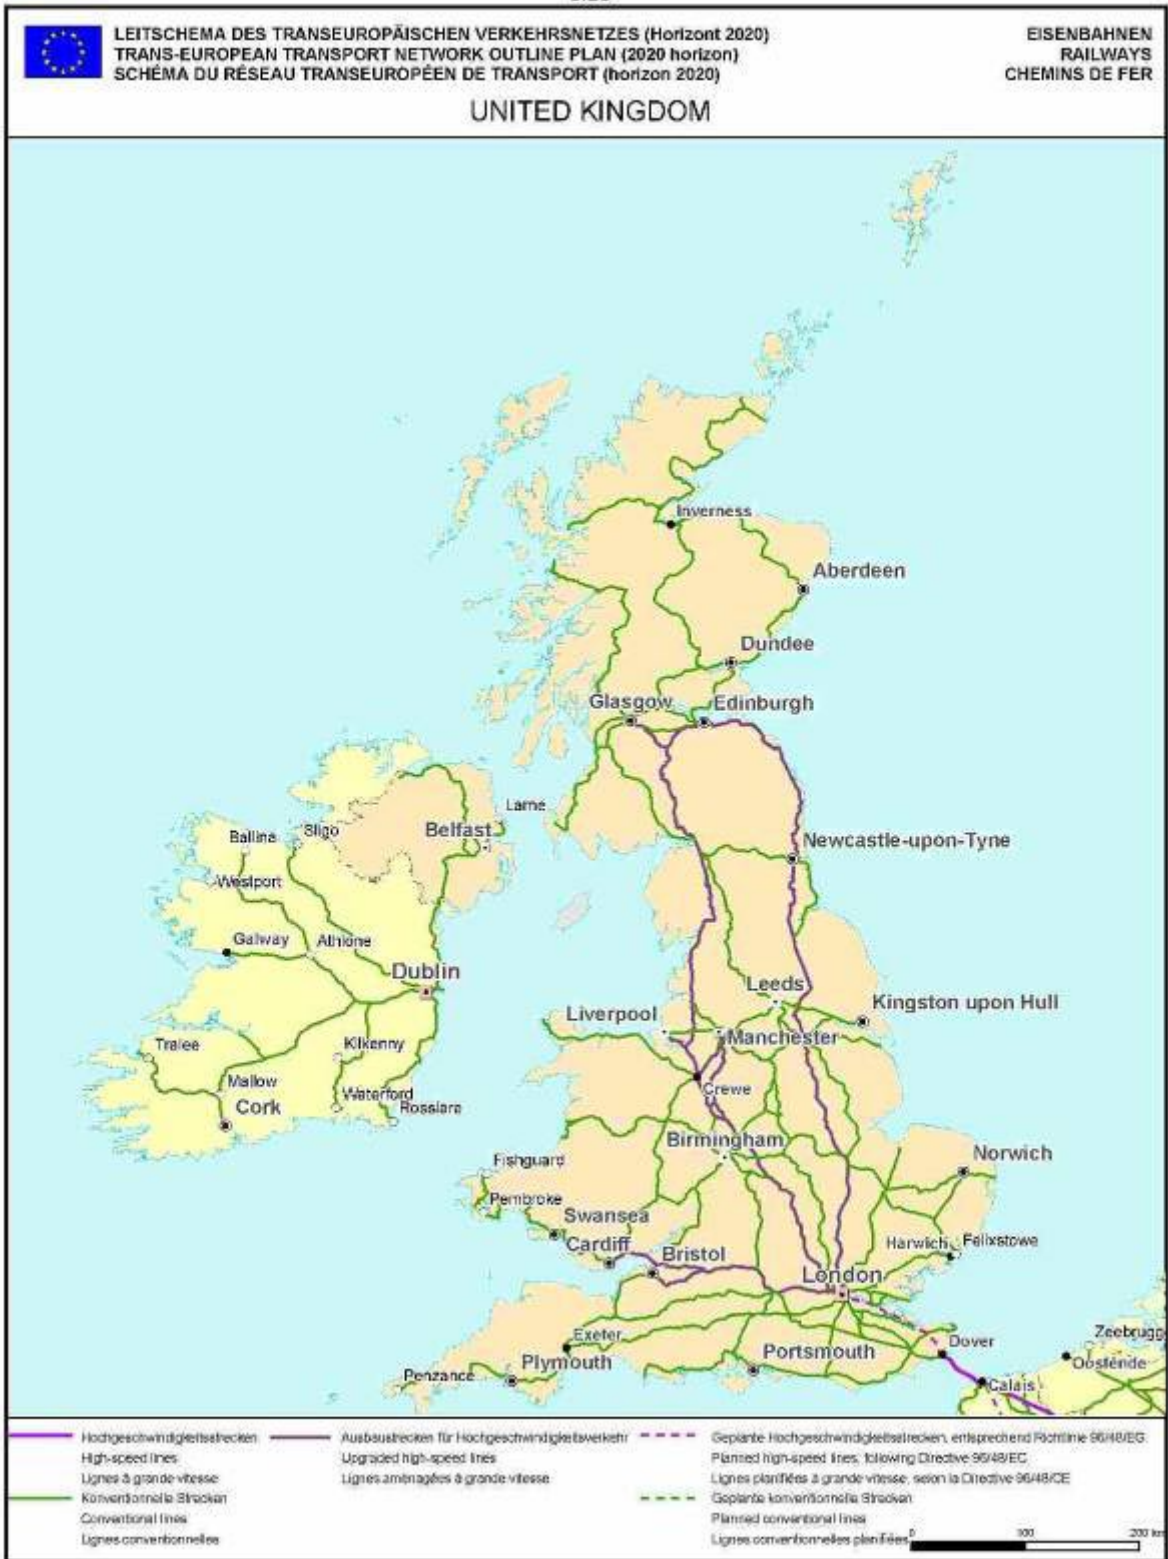 LEITSCHEMA DES TRANSEUROPÄISCHEN VERKEHRSNETZES (Horizont 2020)
TRANS-EUROPEAN TRANSPORT NETWORK OUTLINE PLAN (2020 horizon)
SCHÉMA DU RÉSEAU TRANSEUROPÉEN DE TRANSPORT (horizon 2020)
EISENBAHNEN
RAILWAYS
CHEMINS DE FER
UNITED KINGDOM
Inverness
Aberdeen
Dundee
Glasgow
Edinburgh
Larne
Belfast
Ballina
Sligo
Newcastle-upon-Tyne
Westport
Galway
Athlone
Dublin
Leeds
Kingston upon Hull
Liverpool
Manchester
Tralee
Kilkenny
Crewe
Mallow
Waterford
Cork
Rosslare
Birmingham
Norwich
Fishguard
Pembroke
Swansea
Cardiff
Bristol
Harwich
Felixstowe
London
Exeter
Dover
Zeebrugg
Portsmouth
Oostende
Plymouth
Penzance
Calais
Hochgeschwindigkeitsstrecken
High-speed lines
Lignes à grande vitesse
Konventionelle Strecken
Conventional lines
Lignes conventionnelles
Ausbaustrecken für Hochgeschwindigkeitsverkehr
Upgraded high-speed lines
Lignes aménagées à grande vitesse
Geplante Hochgeschwindigkeitsstrecken, entsprechend Richtlinie 96/48/EG
Planned high-speed lines, following Directive 96/48/EC
Lignes planifiées à grande vitesse, selon la Directive 96/48/CE
Geplante konventionelle Strecken
Planned conventional lines
Lignes conventionnelles planifiées
0 100 200 km